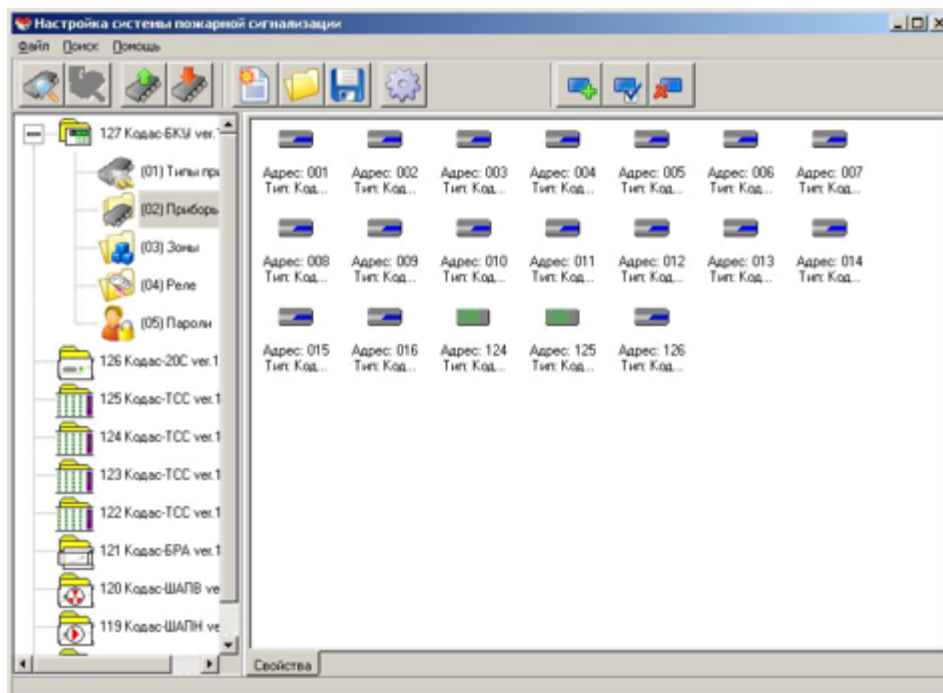 Настройка системы пожарной сигнализации
Файл Поиск Помощь
127 Кодас-БКУ ver.
(01) Типы
(02) Приборы
(03) Зоны
(04) Реле
(05) Пароли
126 Кодас-20С ver.1
125 Кодас-ТСС ver.1
124 Кодас-ТСС ver.1
123 Кодас-ТСС ver.1
122 Кодас-ТСС ver.1
121 Кодас-БРА ver.1
120 Кодас-ШАПВ ve
119 Кодас-ШАПН ve
Адрес: 001 Адрес: 002 Адрес: 003 Адрес: 004 Адрес: 005 Адрес: 006 Адрес: 007
Тип: Код... Тип: Код... Тип: Код... Тип: Код... Тип: Код... Тип: Код... Тип: Код...
Адрес: 008 Адрес: 009 Адрес: 010 Адрес: 011 Адрес: 012 Адрес: 013 Адрес: 014
Тип: Код... Тип: Код... Тип: Код... Тип: Код... Тип: Код... Тип: Код... Тип: Код...
Адрес: 015 Адрес: 016 Адрес: 124 Адрес: 125 Адрес: 126
Тип: Код... Тип: Код... Тип: Код... Тип: Код... Тип: Код...
Свойства